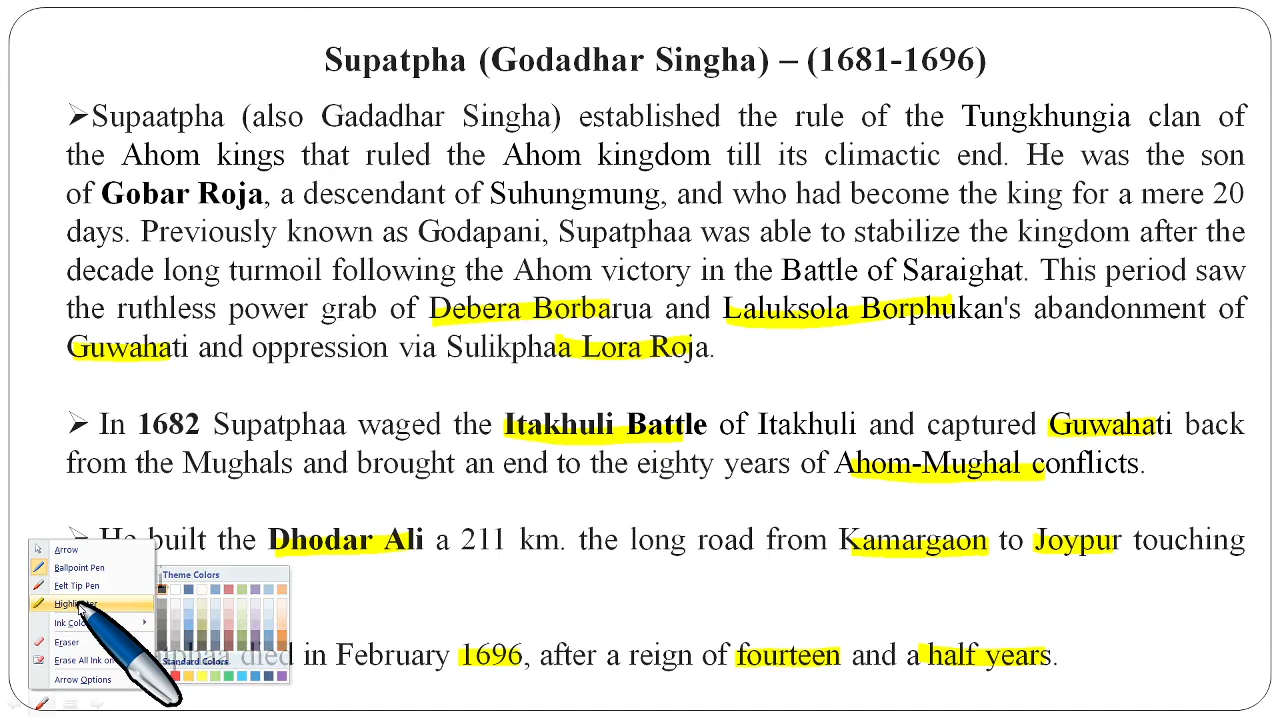 Supatpha (Godadhar Singha) – (1681-1696)
➢Supaatpha (also Gadadhar Singha) established the rule of the Tungkhungia clan of
the Ahom kings that ruled the Ahom kingdom till its climactic end. He was the son
of Gobar Roja, a descendant of Suhungmung, and who had become the king for a mere 20
days. Previously known as Godapani, Supatphaa was able to stabilize the kingdom after the
decade long turmoil following the Ahom victory in the Battle of Saraighat. This period saw
the ruthless power grab of Debera Borbarua and Laluksola Borphukan's abandonment of
Guwahati and oppression via Sulikphaa Lora Roja.
➢ In 1682 Supatphaa waged the Itakhuli Battle of Itakhuli and captured Guwahati back
from the Mughals and brought an end to the eighty years of Ahom-Mughal conflicts.
➢ He built the Dhodar Ali a 211 km. the long road from Kamargaon to Joypur touching
died in February 1696, after a reign of fourteen and a half years.
Arrow
Ballpoint Pen
Felt Tip Pen
Ink
Eraser
Erase All Ink on
Arrow Options
Theme Colors
Standard Colors